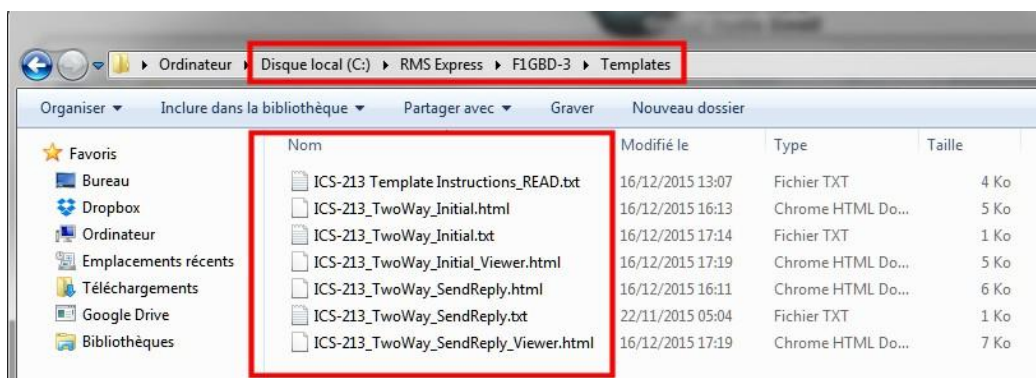 Ordinateur Disque local (C:) RMS Express F1GBD-3 Templates
Organiser Inclure dans la bibliothèque Partager avec Graver Nouveau dossier
Favoris
Bureau
Dropbox
Ordinateur
Emplacements récents
Téléchargements
Google Drive
Bibliothèques
Nom Modifié le Type Taille
ICS-213 Template Instructions_READ.txt 16/12/2015 13:07 Fichier TXT 4 Ko
ICS-213_TwoWay_Initial.html 16/12/2015 16:13 Chrome HTML Do... 5 Ko
ICS-213_TwoWay_Initial.txt 16/12/2015 17:14 Fichier TXT 1 Ko
ICS-213_TwoWay_Initial_Viewer.html 16/12/2015 17:19 Chrome HTML Do... 5 Ko
ICS-213_TwoWay_SendReply.html 16/12/2015 16:11 Chrome HTML Do... 6 Ko
ICS-213_TwoWay_SendReply.txt 22/11/2015 05:04 Fichier TXT 1 Ko
ICS-213_TwoWay_SendReply_Viewer.html 16/12/2015 17:19 Chrome HTML Do... 7 Ko